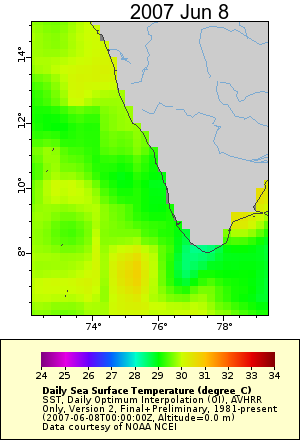 2007 Jun 8
14°
12°
10°
8°
74° 76° 78°
24 25 26 27 28 29 30 31 32 33 34
Daily Sea Surface Temperature (degree_C)
SST, Daily Optimum Interpolation (OI), AVHRR
Only, Version 2, Final+Preliminary, 1981-present
(2007-06-08T00:00:00Z, Altitude=0.0 m)
Data courtesy of NOAA NCEI